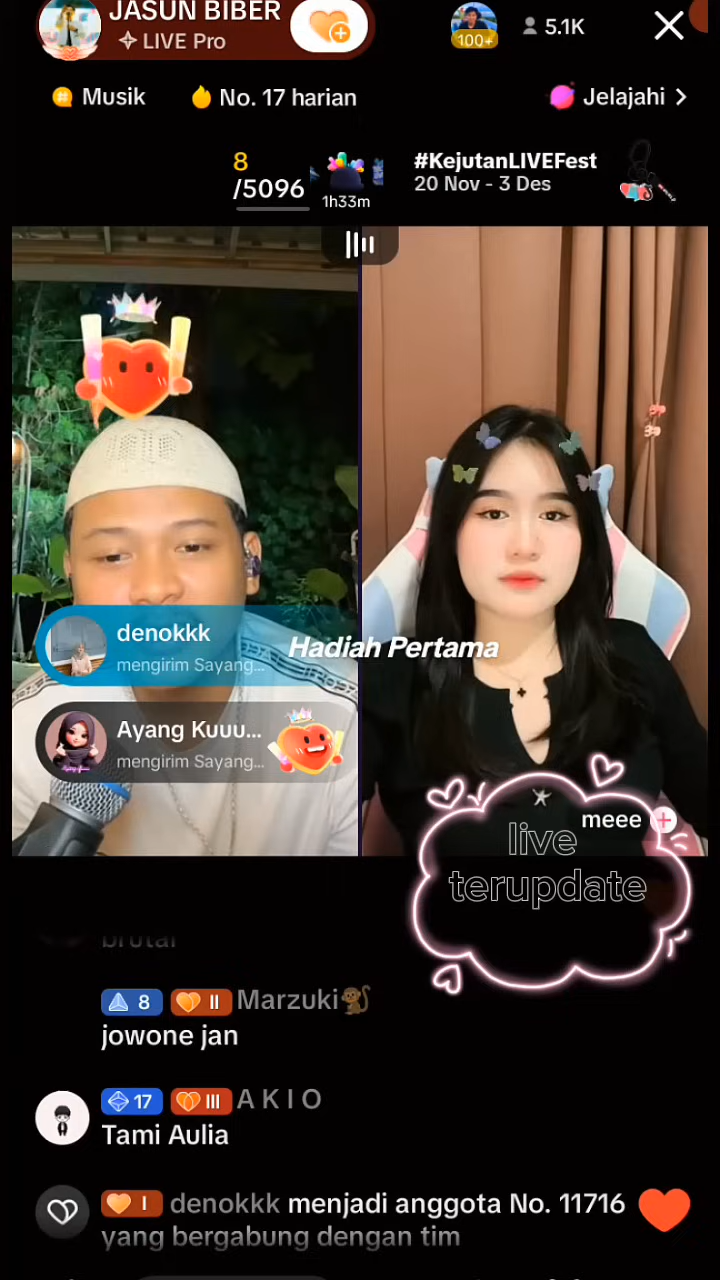 JASUN BIBER
LIVE Pro
100+
5.1K
Musik
No. 17 harian
Jelajahi
8
/5096
1h33m
#KejutanLIVEFest
20 Nov - 3 Des
denokkk
mengirim Sayang...
Hadiah Pertama
Ayang Kuuu...
mengirim Sayang...
meee
live
terupdate
brutal
8 II Marzuki🐒
jowone jan
17 III A K I O
Tami Aulia
I denokkk menjadi anggota No. 11716
yang bergabung dengan tim